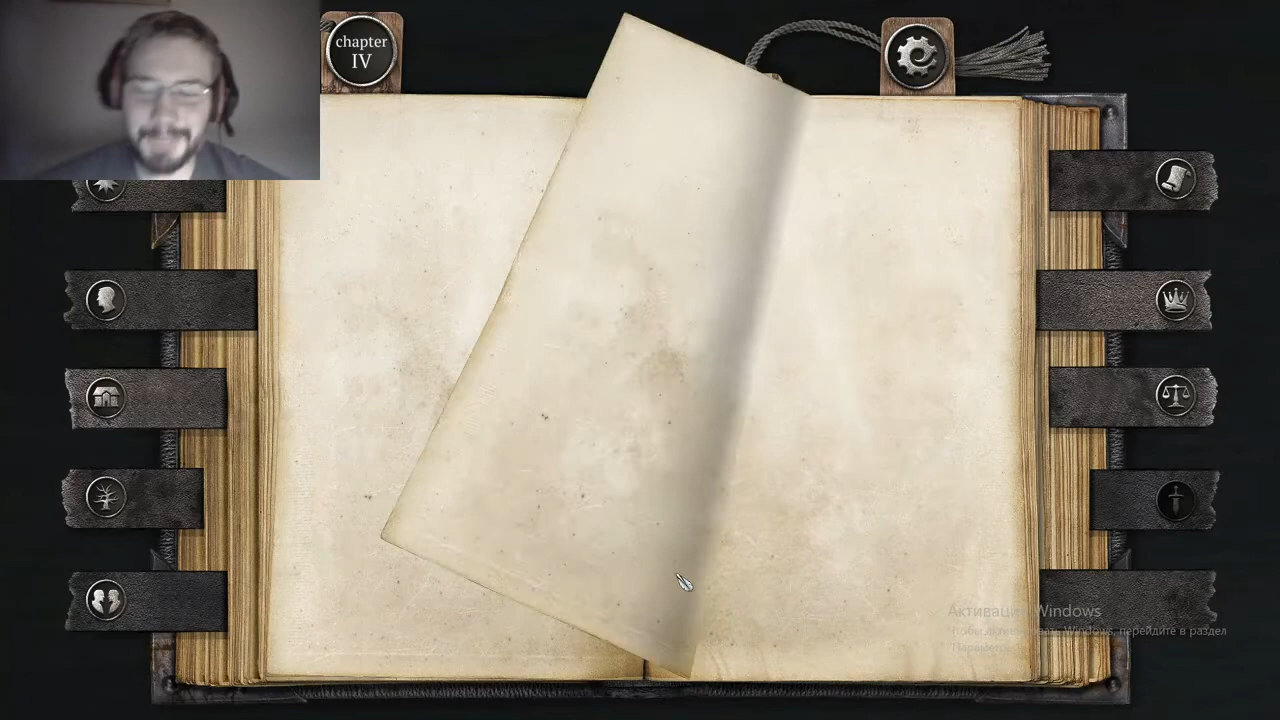 chapter
IV
Активация Windows
Чтобы активировать Windows, перейдите в раздел